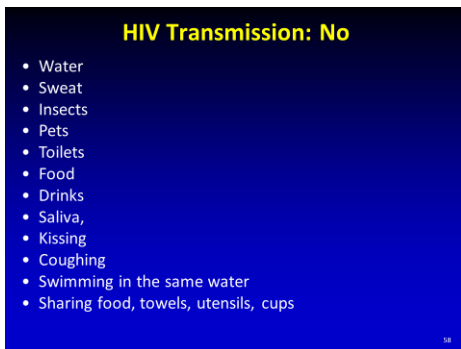 HIV Transmission: No
• Water
• Sweat
• Insects
• Pets
• Toilets
• Food
• Drinks
• Saliva,
• Kissing
• Coughing
• Swimming in the same water
• Sharing food, towels, utensils, cups
58